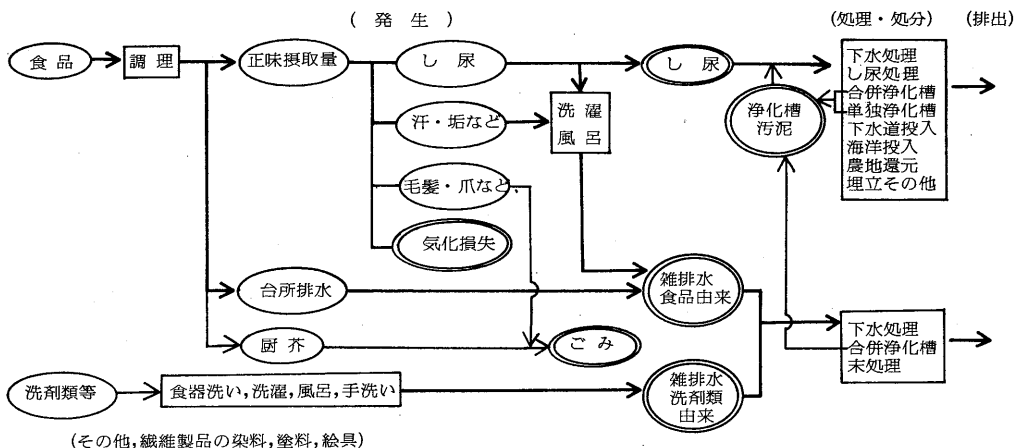 (発生)
(処理・処分)
(排出)
食品
調理
正味摂取量
し尿
し尿
汗・垢など
洗濯
風呂
毛髪・爪など
気化損失
浄化槽
汚泥
下水処理
し尿処理
合併浄化槽
単独浄化槽
下水道投入
海洋投入
農地還元
埋立その他
台所排水
雑排水
食品由来
厨芥
ごみ
下水処理
合併浄化槽
未処理
洗剤類等
食器洗い,洗濯,風呂,手洗い
雑排水
洗剤類
由来
(その他,繊維製品の染料,塗料,絵具)